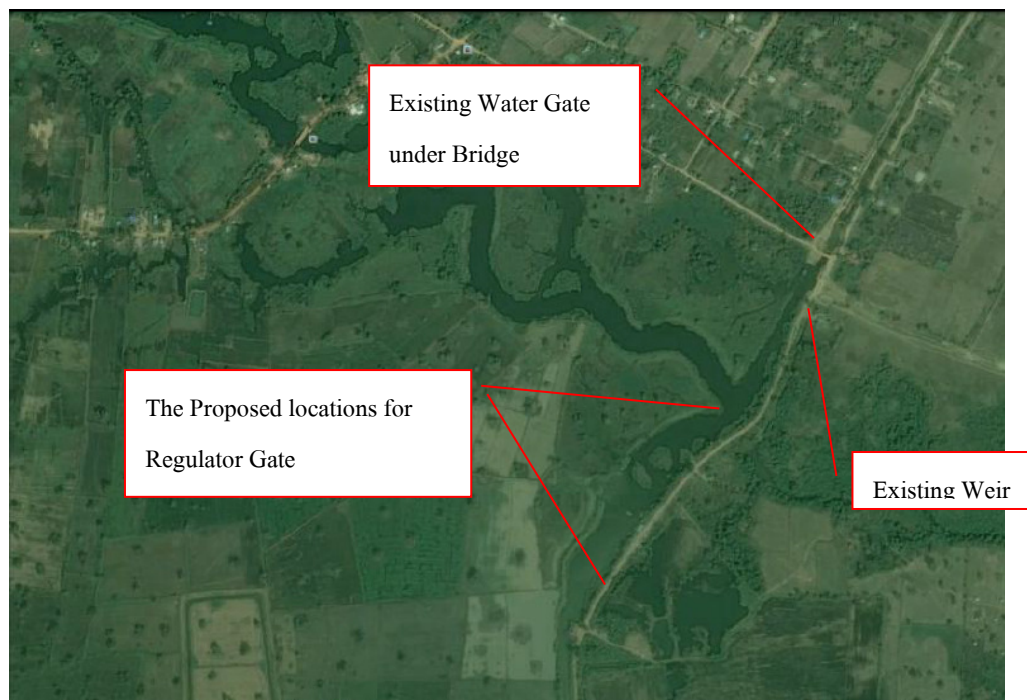 Existing Water Gate
under Bridge
The Proposed locations for
Regulator Gate
Existing Weir